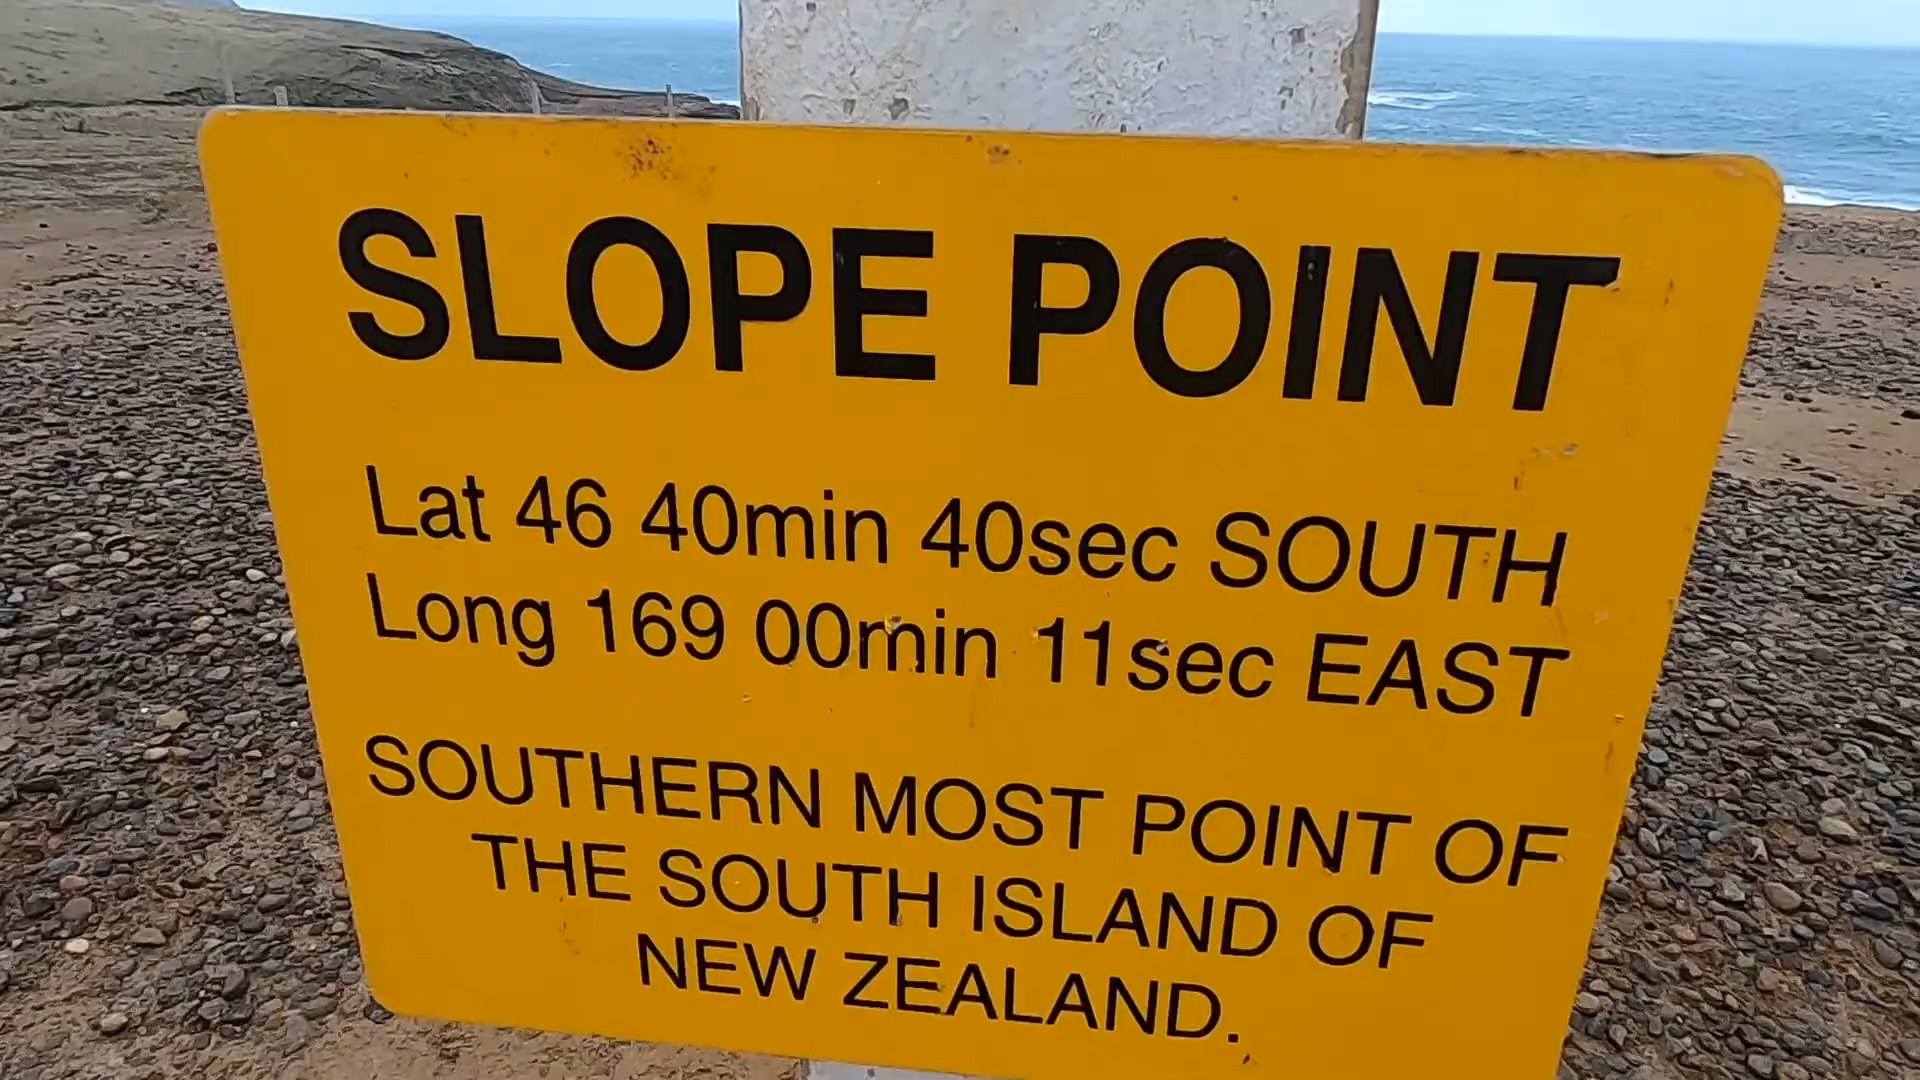 SLOPE POINT
Lat 46 40min 40sec SOUTH
Long 169 00min 11sec EAST
SOUTHERN MOST POINT OF
THE SOUTH ISLAND OF
NEW ZEALAND.